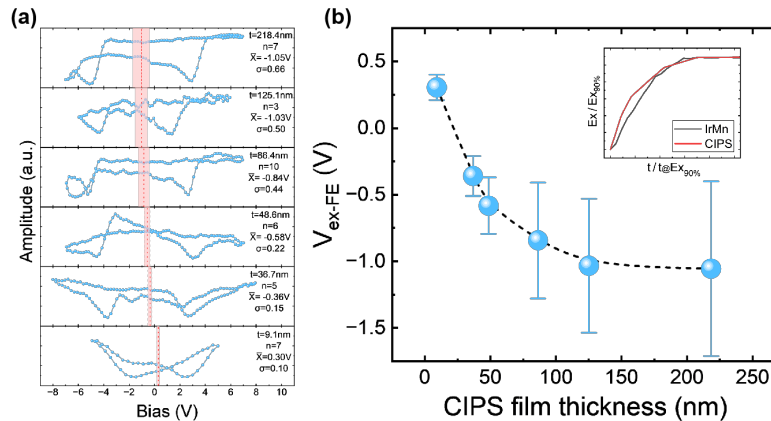 (a)
t=218.4nm
n=7
X̅= -1.05V
σ=0.66
t=125.1nm
n=3
X̅= -1.03V
σ=0.50
t=86.4nm
n=10
X̅= -0.84V
σ=0.44
t=48.6nm
n=6
X̅= -0.58V
σ=0.22
t=36.7nm
n=5
X̅= -0.36V
σ=0.15
t=9.1nm
n=7
X̅=0.30V
σ=0.10
Amplitude (a.u.)
-8 -6 -4 -2 0 2 4 6 8 10
Bias (V)
(b)
0.5
0.0
-0.5
-1.0
-1.5
V_ex-FE (V)
0 50 100 150 200 250
CIPS film thickness (nm)
Ex / Ex90%
IrMn
CIPS
t / t@Ex90%